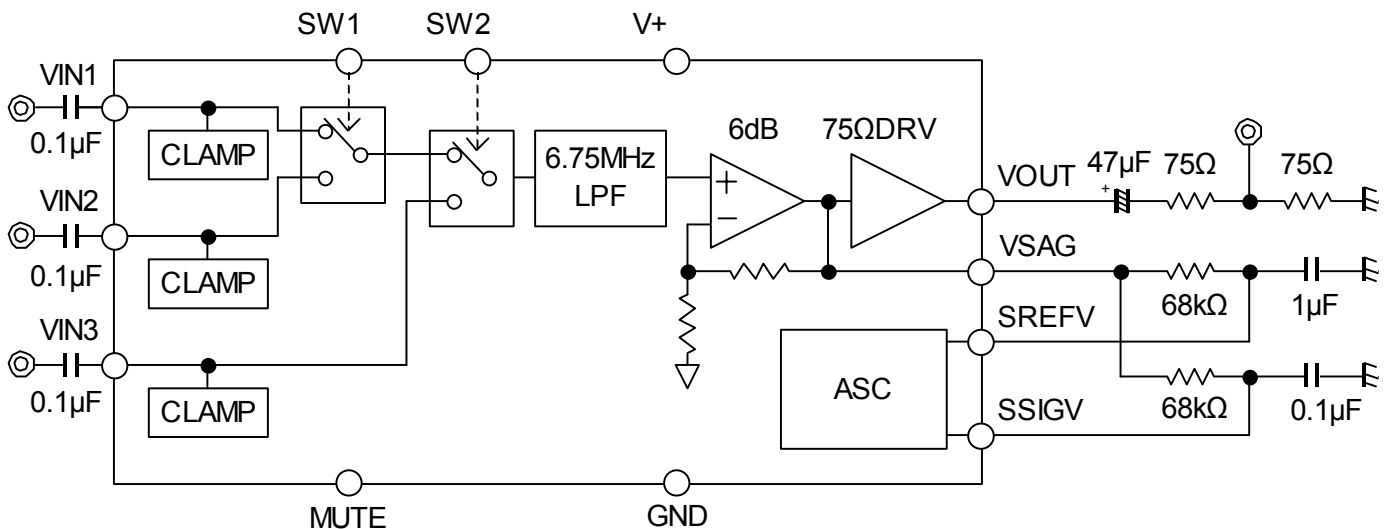 SW1
SW2
V+
VIN1
0.1µF
CLAMP
6dB
75ΩDRV
47µF
75Ω
75Ω
6.75MHz
LPF
+
−
VOUT
+
VIN2
0.1µF
CLAMP
VSAG
68kΩ
1µF
SREFV
VIN3
0.1µF
CLAMP
ASC
68kΩ
0.1µF
SSIGV
MUTE
GND